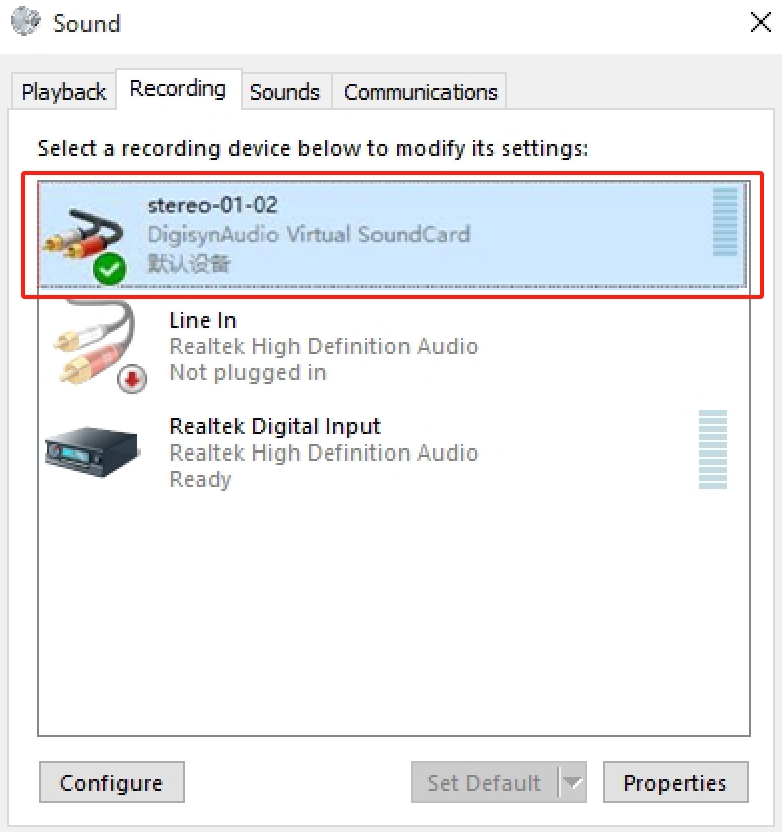 Sound
Playback
Recording
Sounds
Communications
Select a recording device below to modify its settings:
stereo-01-02
DigisynAudio Virtual SoundCard
默认设备
Line In
Realtek High Definition Audio
Not plugged in
Realtek Digital Input
Realtek High Definition Audio
Ready
Configure
Set Default
Properties